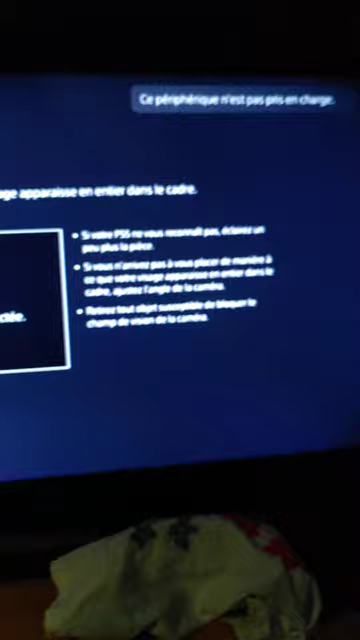 Ce périphérique n'est pas pris en charge.
apparaisse en entier dans le cadre.
• Si votre PS5 ne vous reconnaît pas, éclairez un
peu plus la pièce.
• Si vous n'arrivez pas à vous placer de manière à
ce que votre visage apparaisse en entier dans le
cadre, ajustez l'angle de la caméra.
• Retirez tout objet susceptible de bloquer le
champ de vision de la caméra.